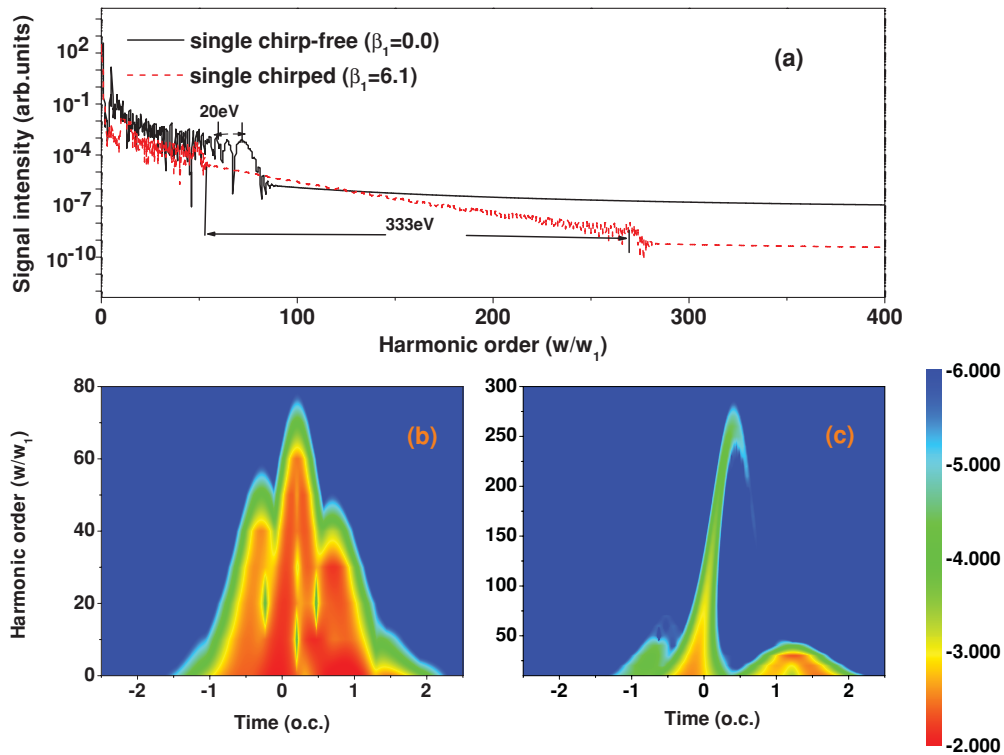 single chirp-free (β₁=0.0)
single chirped (β₁=6.1)
(a)
20eV
333eV
Signal intensity (arb.units)
10²
10⁻¹
10⁻⁴
10⁻⁷
10⁻¹⁰
0 100 200 300 400
Harmonic order (w/w₁)
(b)
Harmonic order (w/w₁)
80
60
40
20
0
-2 -1 0 1 2
Time (o.c.)
(c)
300
250
200
150
100
50
-2 -1 0 1 2
Time (o.c.)
-6.000
-5.000
-4.000
-3.000
-2.000